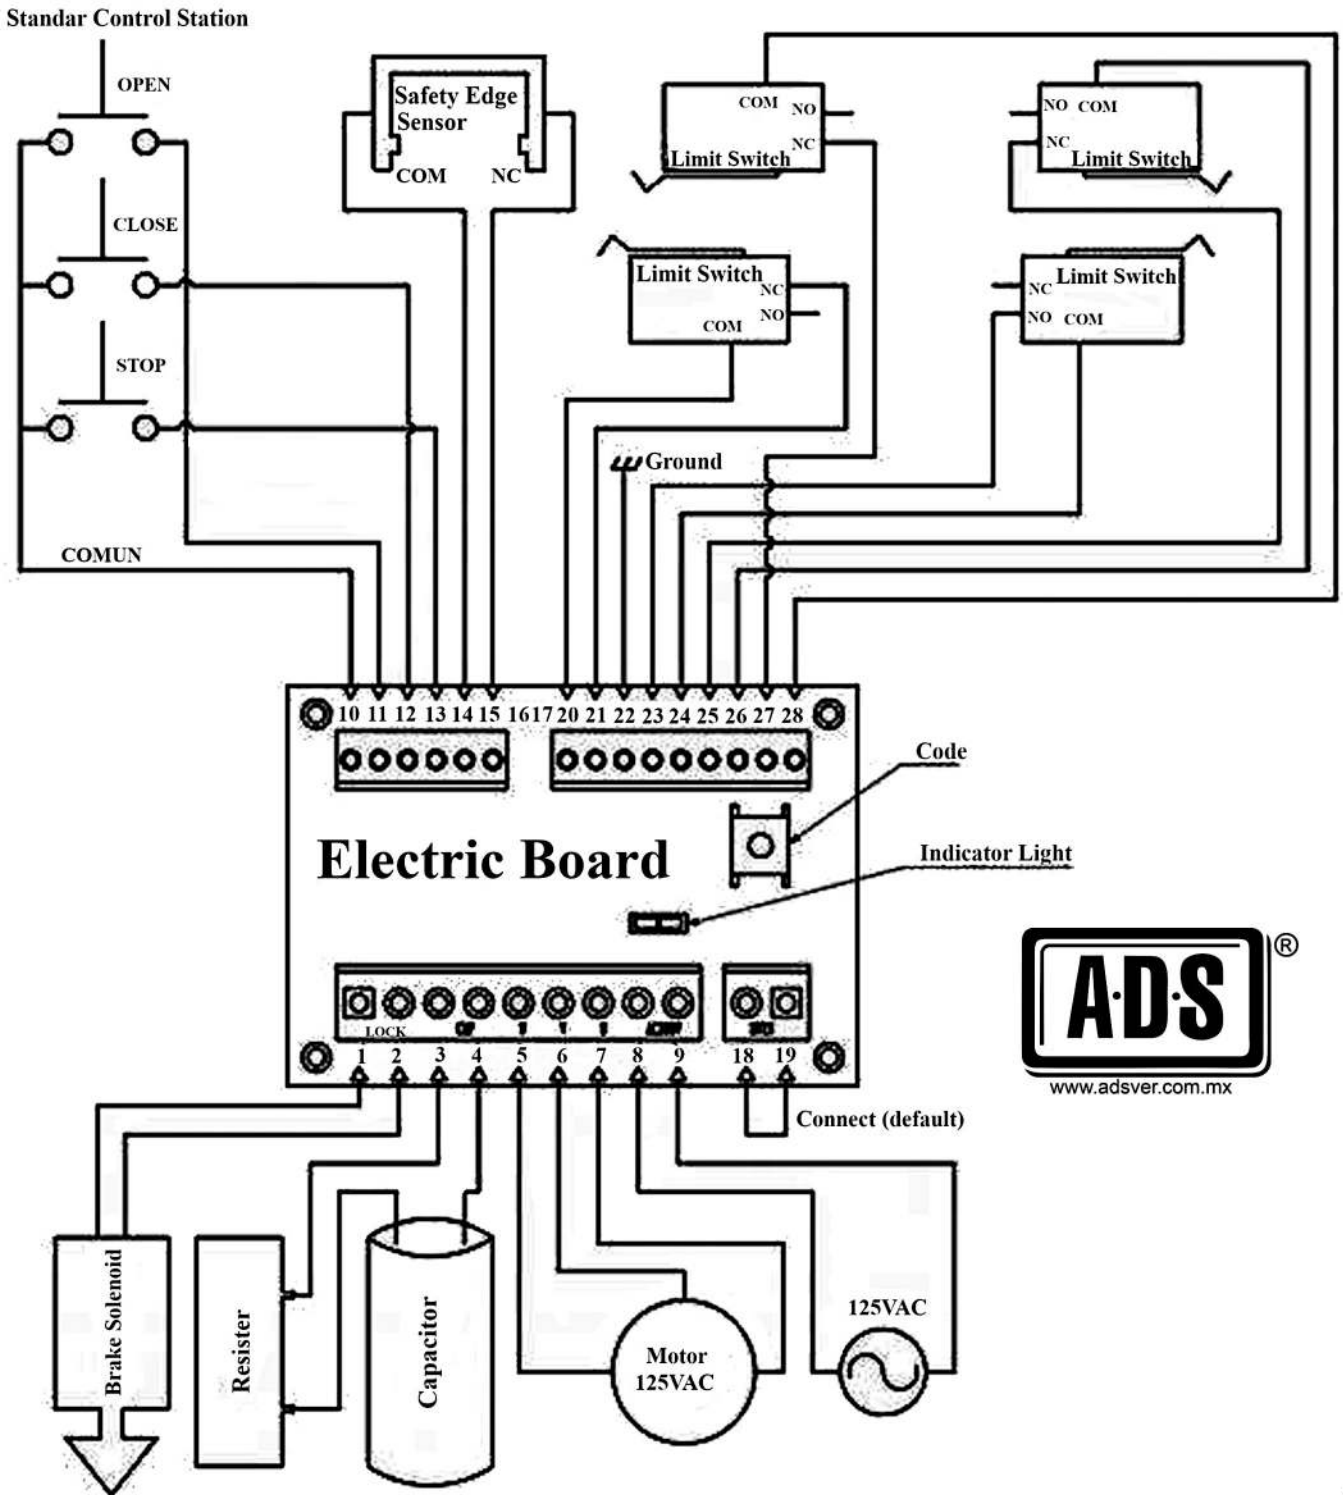 Standar Control Station
OPEN
CLOSE
STOP
COMUN
Safety Edge
Sensor
COM NC
COM NO
NC
Limit Switch
NO COM
NC
Limit Switch
Limit Switch
NC
NO
COM
NC Limit Switch
NO COM
Ground
10 11 12 13 14 15 16 17 20 21 22 23 24 25 26 27 28
Code
Electric Board
Indicator Light
LOCK
1 2 3 4 5 6 7 8 9 18 19
A·D·S ®
www.adsver.com.mx
Connect (default)
Brake Solenoid
Resister
Capacitor
Motor
125VAC
125VAC